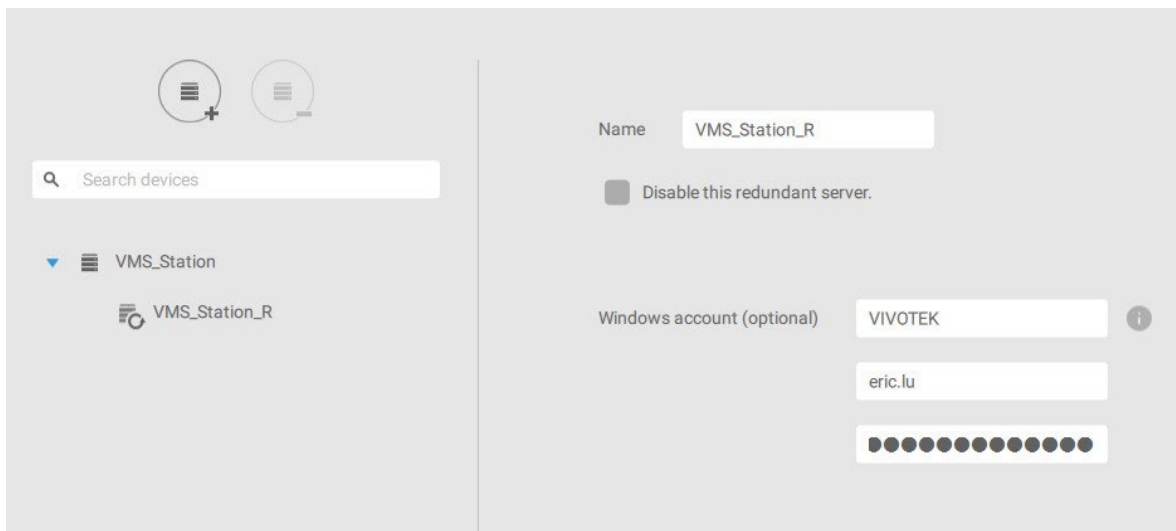 Search devices
VMS_Station
VMS_Station_R
Name VMS_Station_R
Disable this redundant server.
Windows account (optional) VIVOTEK
eric.lu